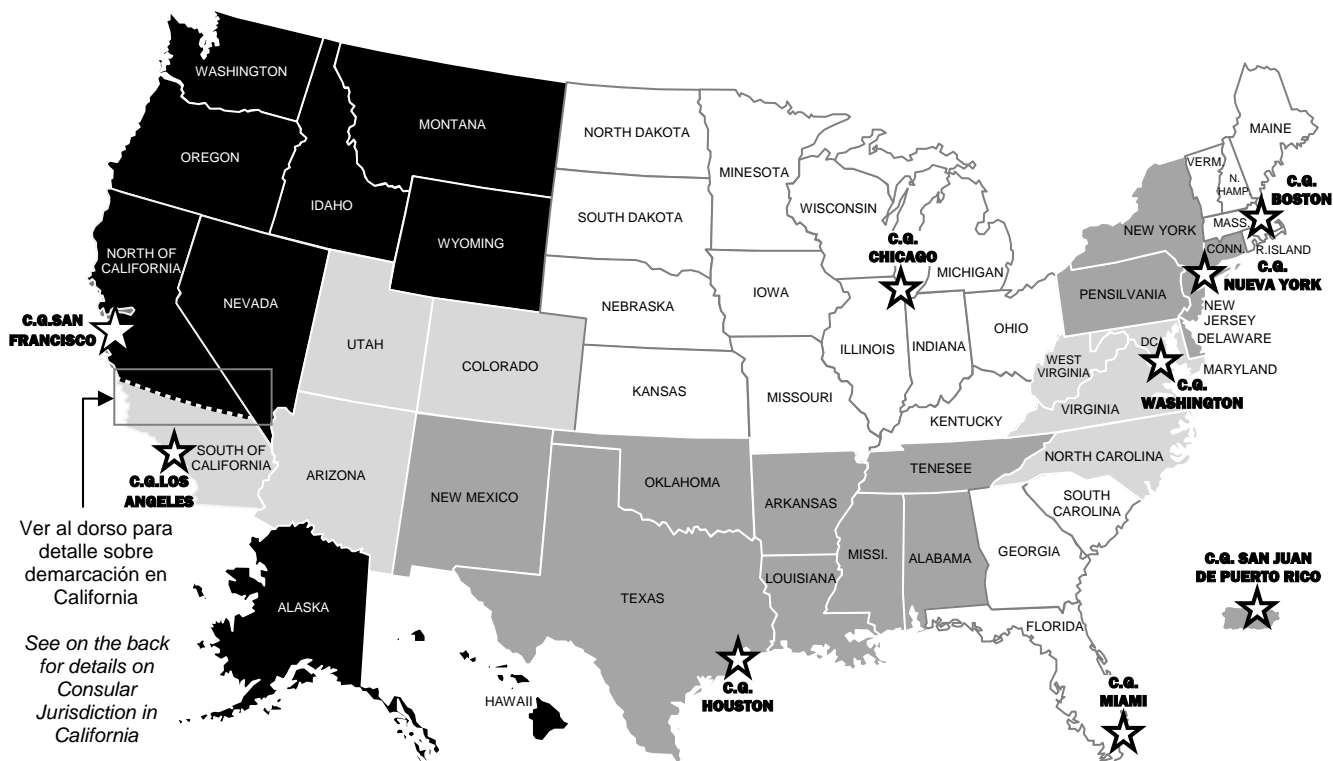 WASHINGTON
MONTANA
OREGON
IDAHO
WYOMING
NORTH OF
CALIFORNIA
NEVADA
C.G.SAN
FRANCISCO
UTAH
COLORADO
SOUTH OF
CALIFORNIA
C.G.LOS
ANGELES
ARIZONA
NEW MEXICO
NORTH DAKOTA
SOUTH DAKOTA
NEBRASKA
KANSAS
OKLAHOMA
TEXAS
C.G.
HOUSTON
MINNESOTA
IOWA
MISSOURI
ARKANSAS
LOUISIANA
WISCONSIN
C.G.
CHICAGO
MICHIGAN
ILLINOIS
INDIANA
OHIO
KENTUCKY
TENESEE
MISSI.
ALABAMA
GEORGIA
FLORIDA
C.G.
MIAMI
SOUTH
CAROLINA
NORTH CAROLINA
VIRGINIA
WEST
VIRGINIA
DC
C.G.
WASHINGTON
MARYLAND
DELAWARE
NEW
JERSEY
PENSILVANIA
NEW YORK
CONN.
C.G.
NUEVA YORK
R.ISLAND
MASS.
C.G.
BOSTON
VERM.
N.
HAMP.
MAINE
C.G. SAN JUAN
DE PUERTO RICO
ALASKA
HAWAII
Ver al dorso para
detalle sobre
demarcación en
California
See on the back
for details on
Consular
Jurisdiction in
California